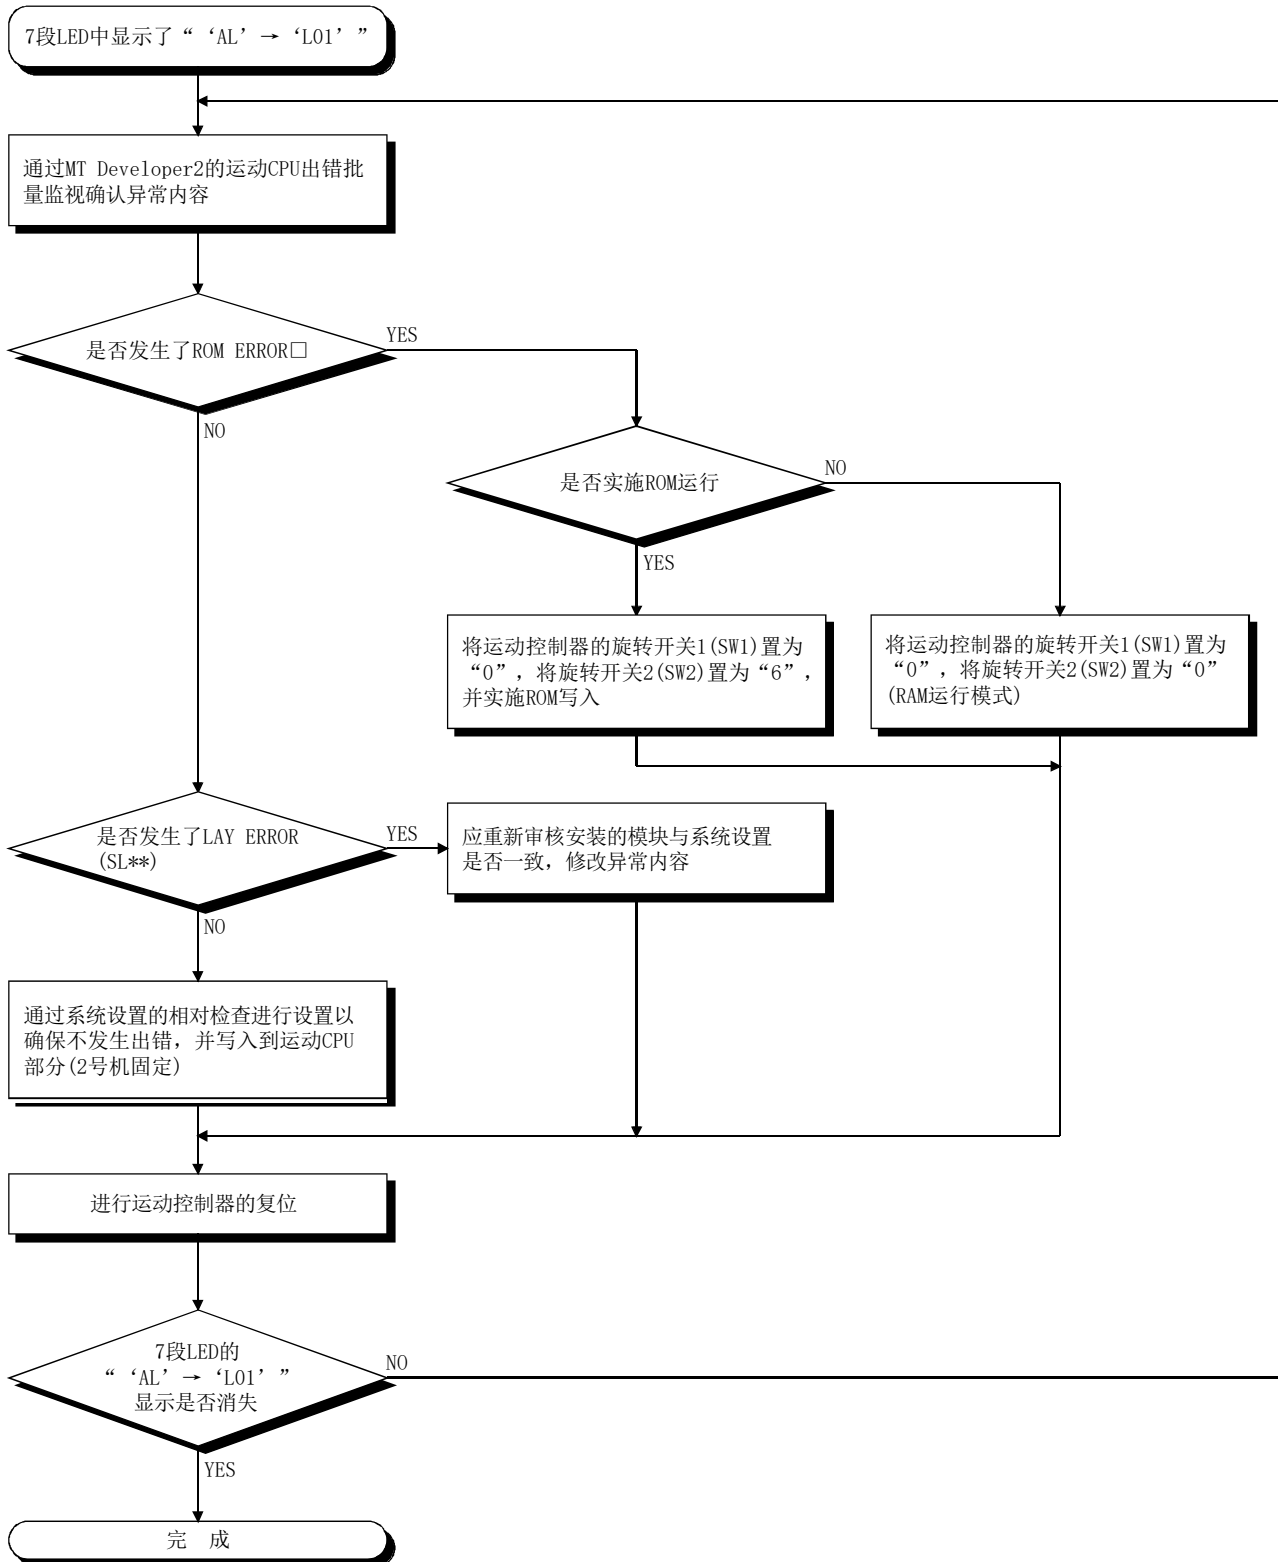 7段LED中显示了“‘AL’→‘L01’”
通过MT Developer2的运动CPU出错批
量监视确认异常内容
是否发生了ROM ERROR□
YES
NO
是否实施ROM运行
NO
YES
将运动控制器的旋转开关1(SW1)置为
“0”，将旋转开关2(SW2)置为“6”，
并实施ROM写入
将运动控制器的旋转开关1(SW1)置为
“0”，将旋转开关2(SW2)置为“0”
(RAM运行模式)
是否发生了LAY ERROR
(SL**)
YES
NO
应重新审核安装的模块与系统设置
是否一致，修改异常内容
通过系统设置的相对检查进行设置以
确保不发生出错，并写入到运动CPU
部分(2号机固定)
进行运动控制器的复位
7段LED的
“‘AL’→‘L01’”
显示是否消失
NO
YES
完 成